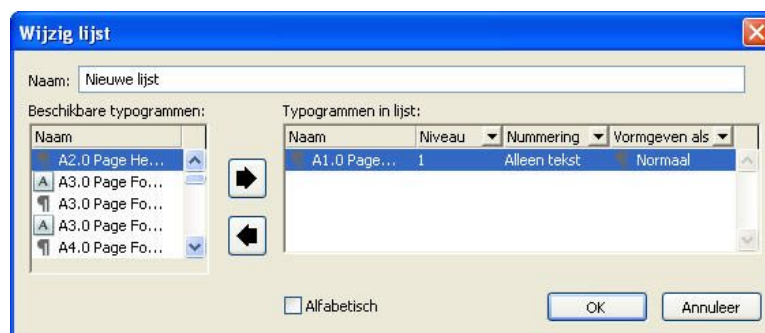 Wijzig lijst
Naam: Nieuwe lijst
Beschikbare typogrammen:
Naam
A2.0 Page He...
A A3.0 Page Fo...
¶ A3.0 Page Fo...
A A3.0 Page Fo...
¶ A4.0 Page Fo...
Typogrammen in lijst:
Naam Niveau Nummering Vormgeven als
¶ A1.0 Page... 1 Alleen tekst ¶ Normaal
Alfabetisch
OK Annuleer